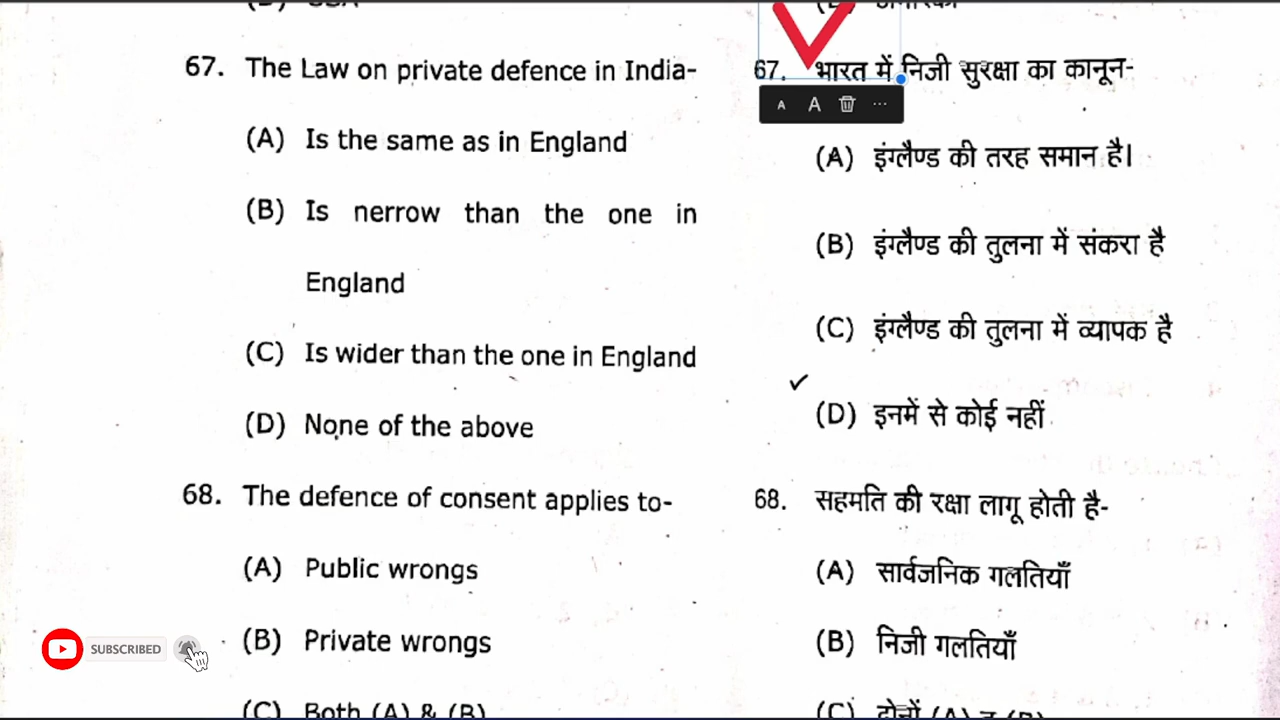 67. The Law on private defence in India-
(A) Is the same as in England
(B) Is nerrow than the one in
England
(C) Is wider than the one in England
(D) None of the above
68. The defence of consent applies to-
(A) Public wrongs
(B) Private wrongs
(C) Both (A) & (B)
67. भारत में निजी सुरक्षा का कानून-
A A ...
(A) इंग्लैण्ड की तरह समान है।
(B) इंग्लैण्ड की तुलना में संकरा है
(C) इंग्लैण्ड की तुलना में व्यापक है
(D) इनमें से कोई नहीं
68. सहमति की रक्षा लागू होती है-
(A) सार्वजनिक गलतियाँ
(B) निजी गलतियाँ
(C) दोनों (A)
SUBSCRIBED